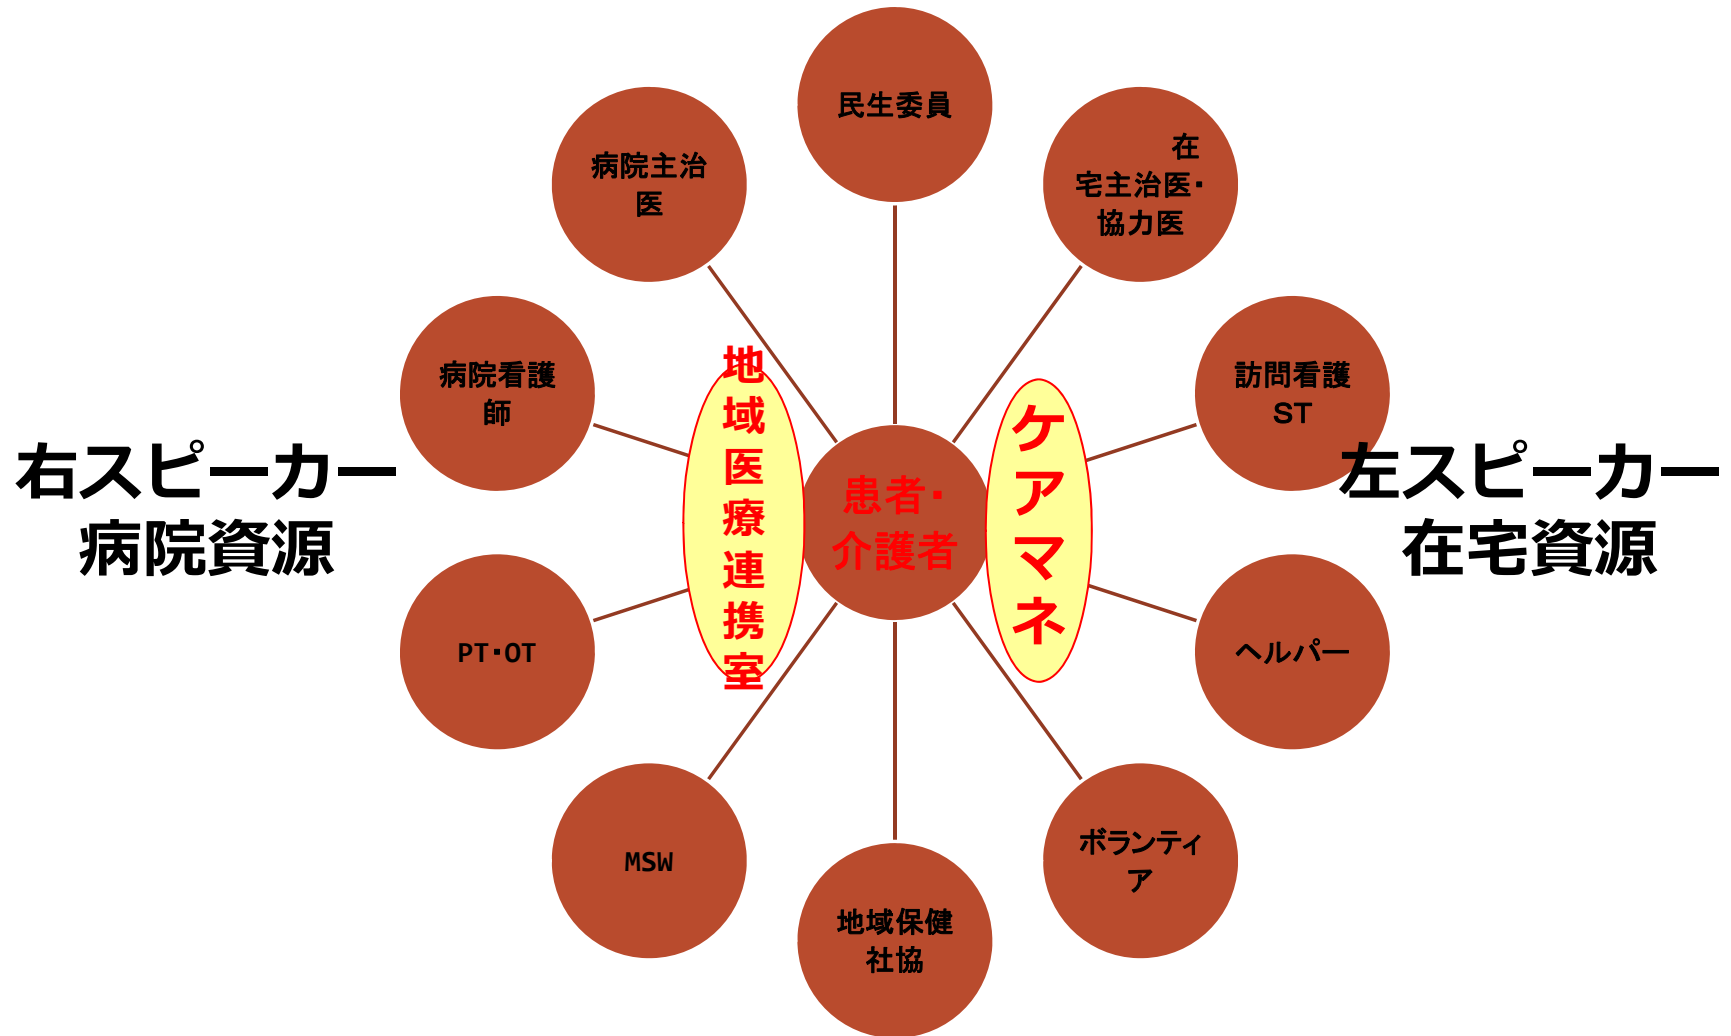 民生委員
病院主治
医
在
宅主治医・
協力医
病院看護
師
訪問看護
ST
右スピーカー
病院資源
地
域
医
療
連
携
室
患者・
介護者
ケ
ア
マ
ネ
左スピーカー
在宅資源
PT・OT
ヘルパー
MSW
ボランティ
ア
地域保健
社協